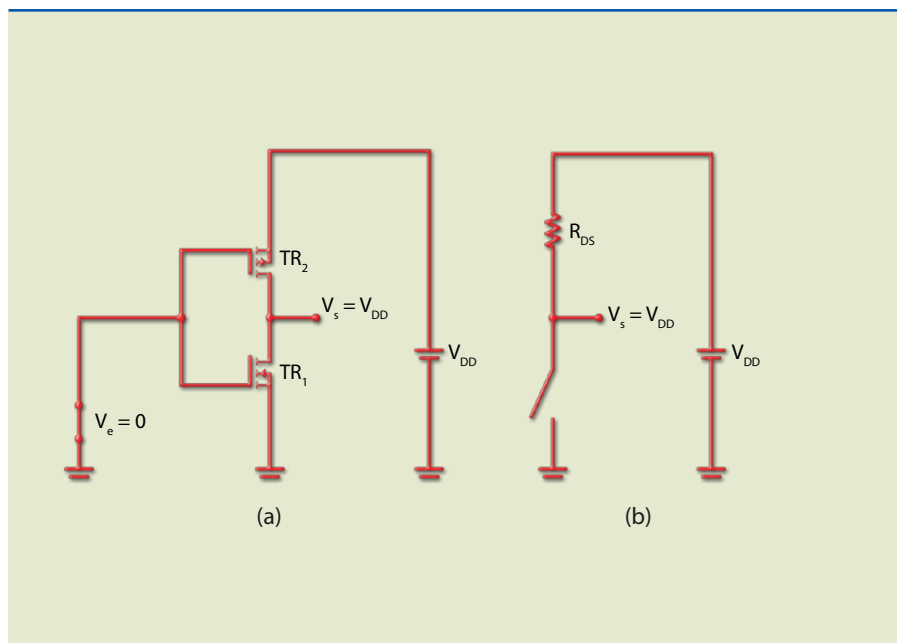 TR2
Vs = VDD
TR1
VDD
Ve = 0
(a)
RDS
Vs = VDD
VDD
(b)